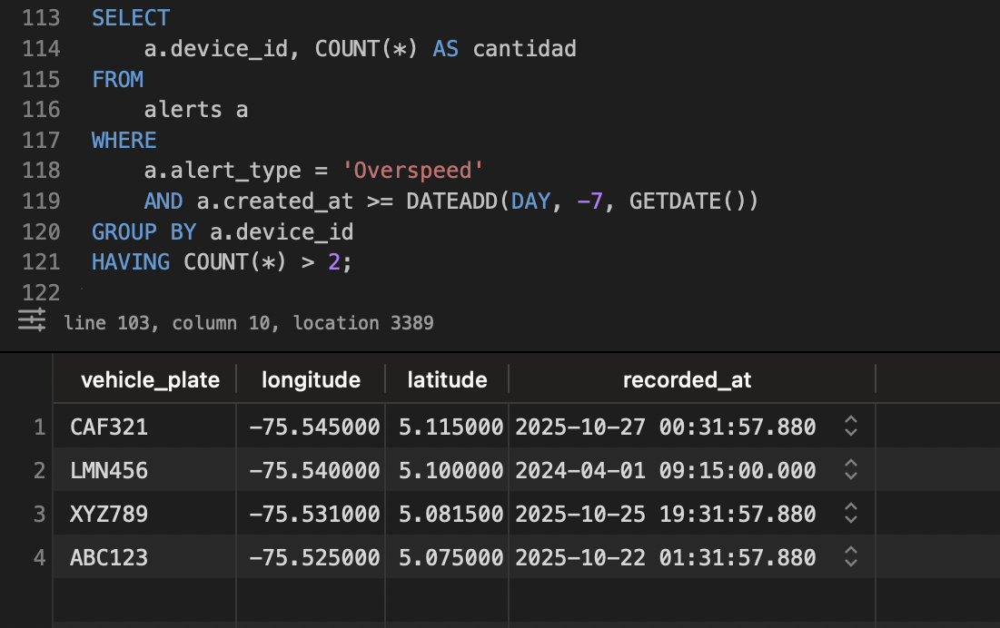 113 SELECT
114     a.device_id, COUNT(*) AS cantidad
115 FROM
116     alerts a
117 WHERE
118     a.alert_type = 'Overspeed'
119     AND a.created_at >= DATEADD(DAY, -7, GETDATE())
120 GROUP BY a.device_id
121 HAVING COUNT(*) > 2;
122
line 103, column 10, location 3389
vehicle_plate longitude latitude recorded_at
1 CAF321 -75.545000 5.115000 2025-10-27 00:31:57.880
2 LMN456 -75.540000 5.100000 2024-04-01 09:15:00.000
3 XYZ789 -75.531000 5.081500 2025-10-25 19:31:57.880
4 ABC123 -75.525000 5.075000 2025-10-22 01:31:57.880